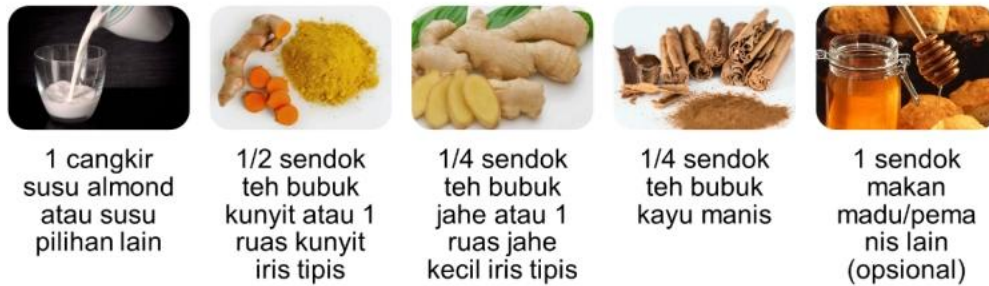 1 cangkir
susu almond
atau susu
pilihan lain
1/2 sendok
teh bubuk
kunyit atau 1
ruas kunyit
iris tipis
1/4 sendok
teh bubuk
jahe atau 1
ruas jahe
kecil iris tipis
1/4 sendok
teh bubuk
kayu manis
1 sendok
makan
madu/pema
nis lain
(opsional)